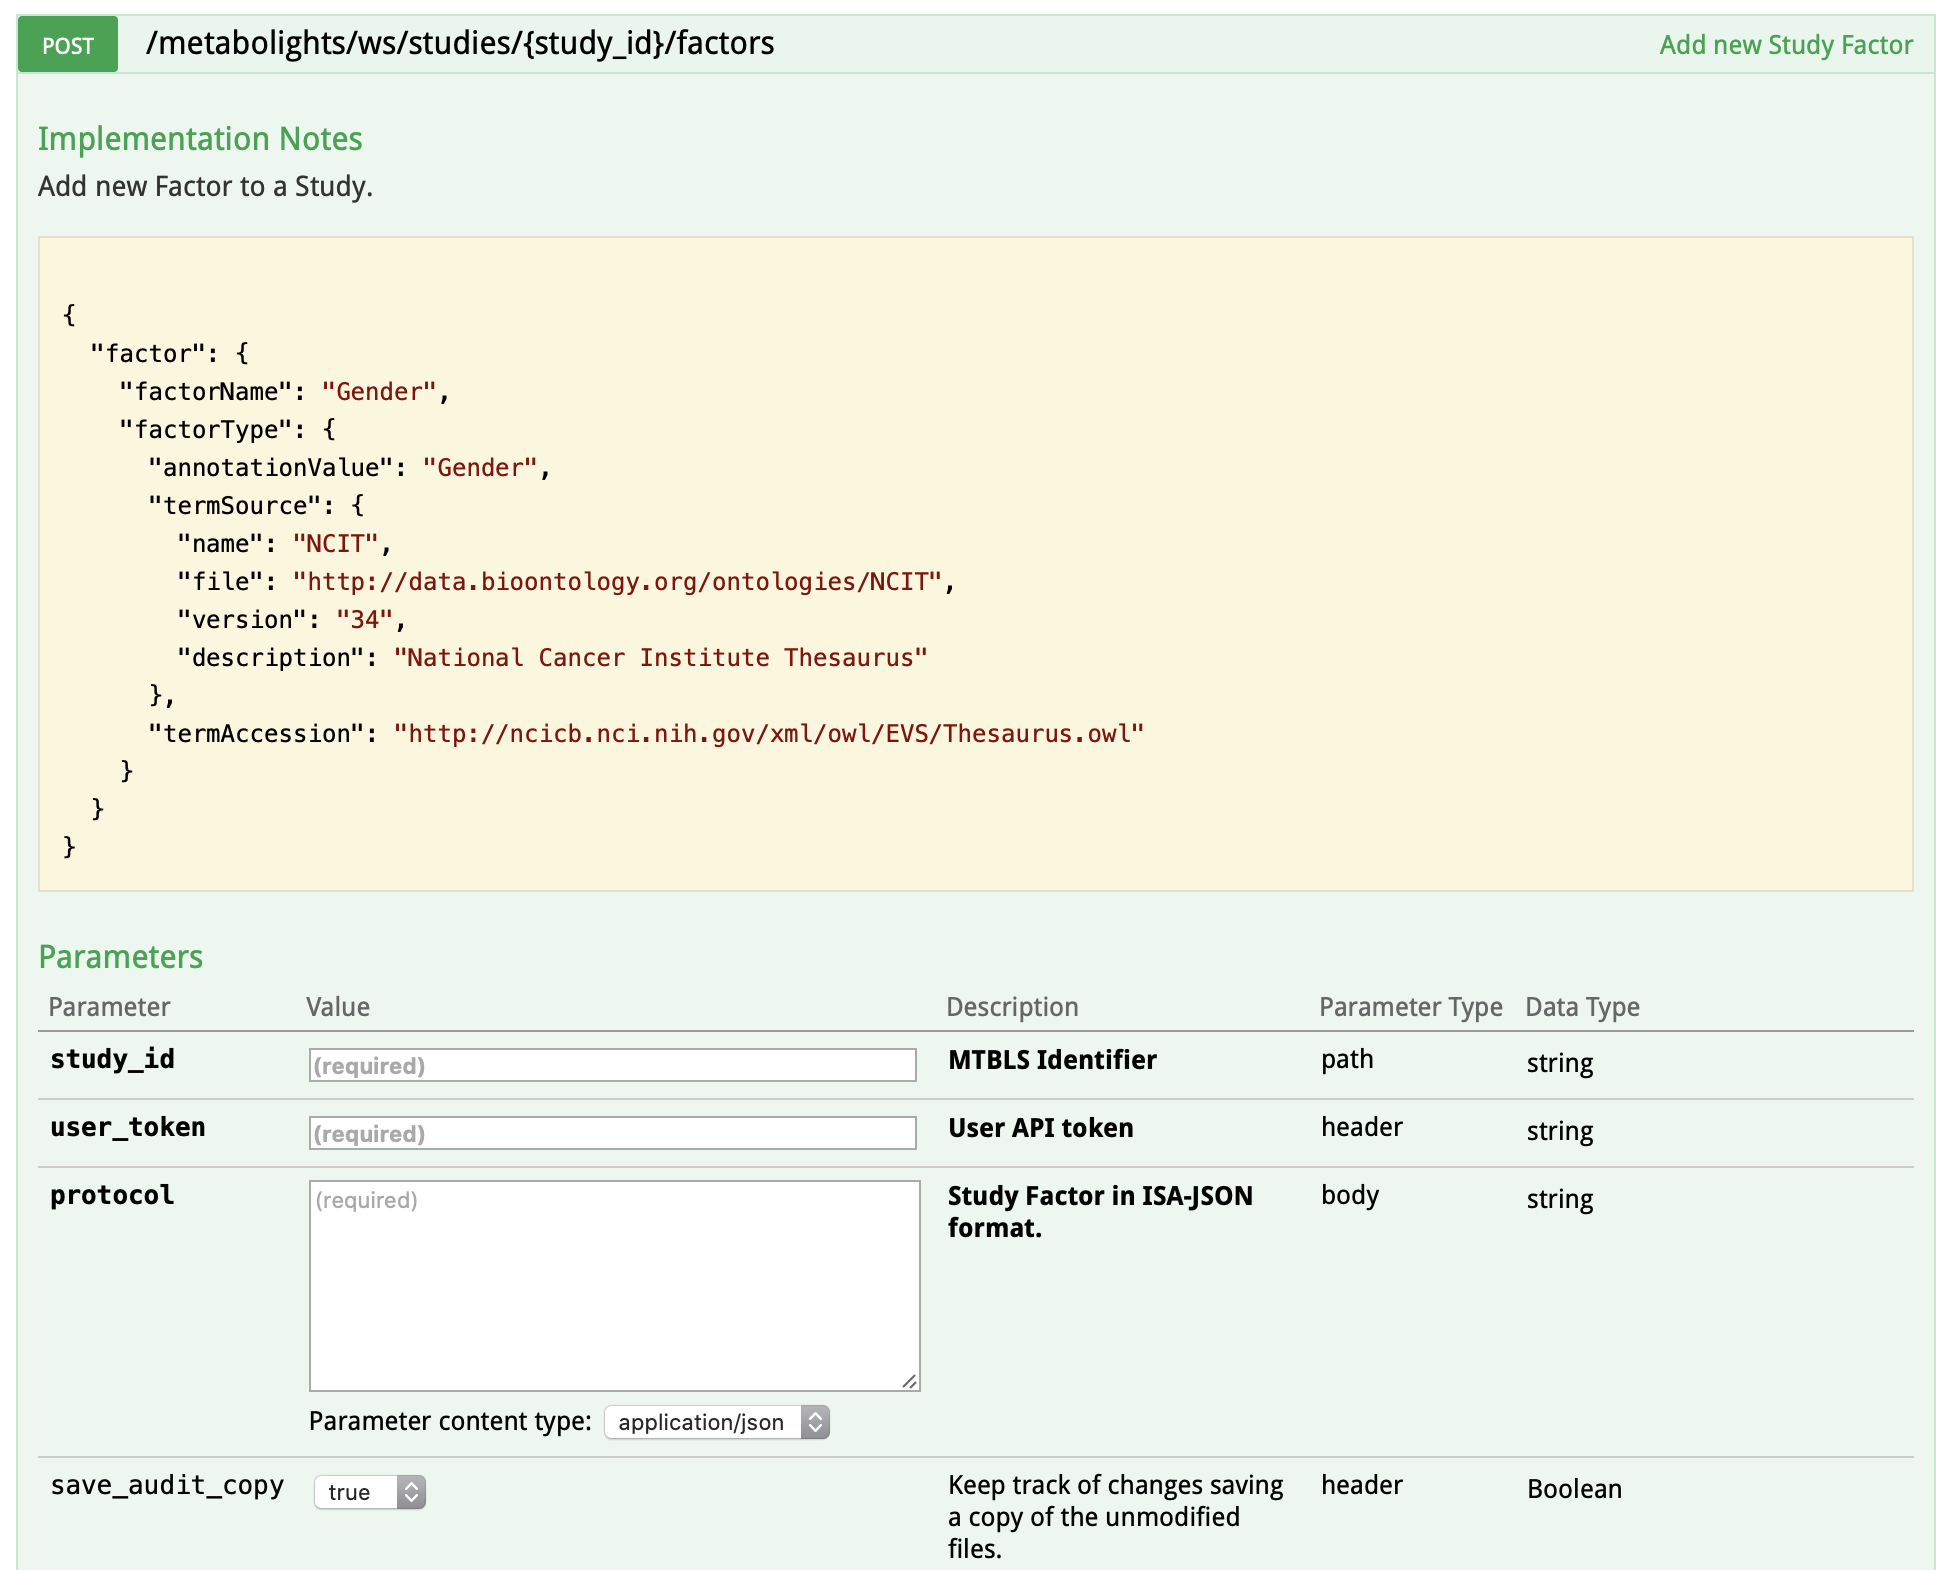 POST /metabolights/ws/studies/{study_id}/factors Add new Study Factor
Implementation Notes
Add new Factor to a Study.
{
  "factor": {
    "factorName": "Gender",
    "factorType": {
      "annotationValue": "Gender",
      "termSource": {
        "name": "NCIT",
        "file": "http://data.bioontology.org/ontologies/NCIT",
        "version": "34",
        "description": "National Cancer Institute Thesaurus"
      },
      "termAccession": "http://ncicb.nci.nih.gov/xml/owl/EVS/Thesaurus.owl"
    }
  }
}
Parameters
Parameter Value Description Parameter Type Data Type
study_id (required) MTBLS Identifier path string
user_token (required) User API token header string
protocol (required) Study Factor in ISA-JSON body string
format.
Parameter content type: application/json
save_audit_copy true Keep track of changes saving header Boolean
a copy of the unmodified
files.